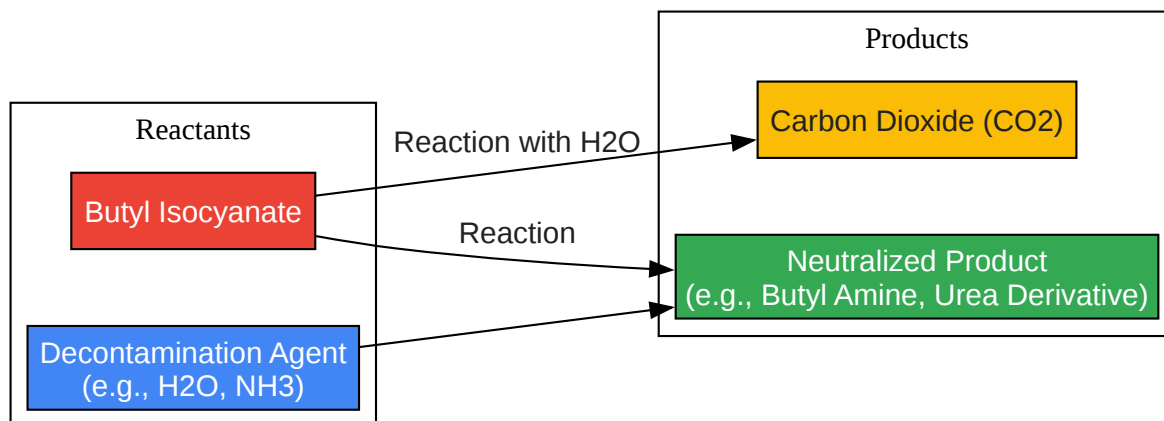 Reactants
Butyl Isocyanate
Decontamination Agent
(e.g., H2O, NH3)
Reaction with H2O
Reaction
Products
Carbon Dioxide (CO2)
Neutralized Product
(e.g., Butyl Amine, Urea Derivative)